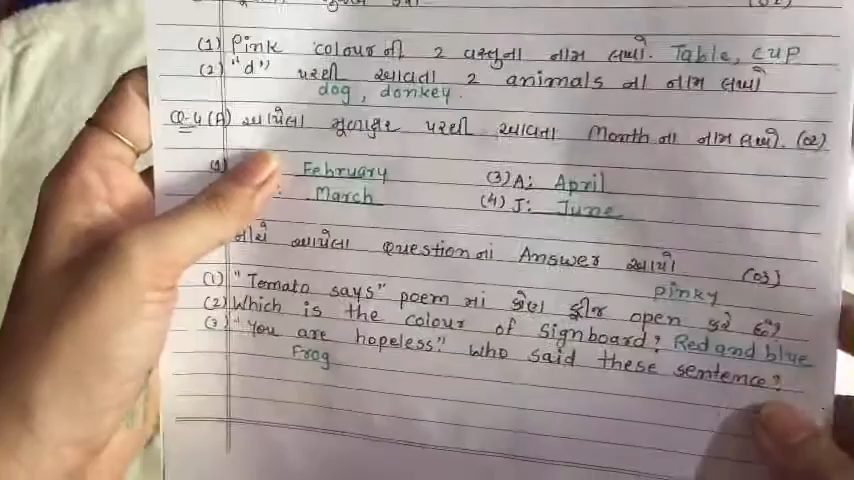 (1) Pink colour ની 2 વસ્તુના નામ લખો. Table, cup
(2) "d" પરથી આવતા 2 animals ના નામ લખો
dog, donkey.
Q-4 (A) આપેલા મૂળાક્ષર પરથી આવતા Month ના નામ લખો. (02)
February (3) A: April
March (4) J: June
નીચે આપેલા Question ના Answer આપો (03)
Pinky
(1) "Tomato says" poem માં કોણ ફ્રીજ open કરે છે?
(2) Which is the colour of signboard? Red and blue
(3) "You are hopeless." Who said these sentence?
Frog